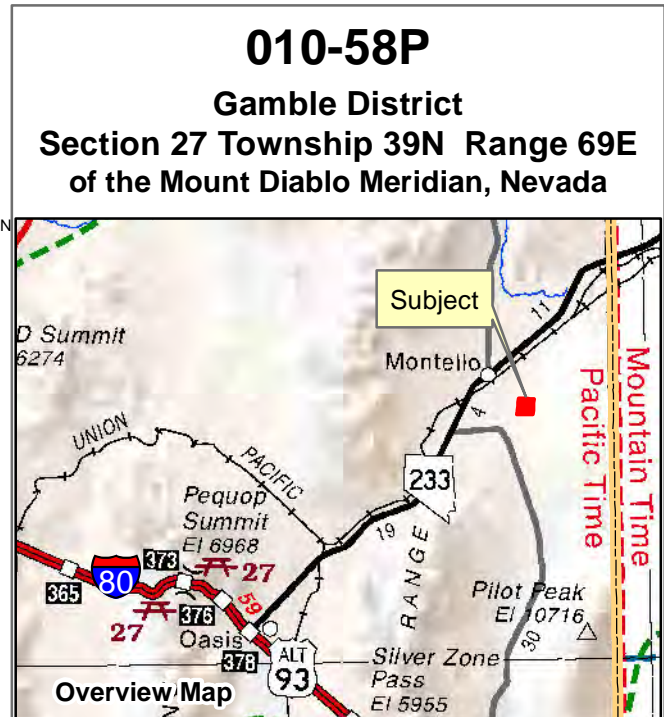 010-58P
Gamble District
Section 27 Township 39N Range 69E
of the Mount Diablo Meridian, Nevada
N
Subject
D Summit
6274
Montello
11
4
UNION
PACIFIC
233
19
Pequop
Summit
El 6968
373
27
80
365
376
59
27
Oasis
378
ALT
93
RANGE
Pilot Peak
El 10716
30
Silver Zone
Pass
El 5955
Pacific Time
Mountain Time
Overview Map